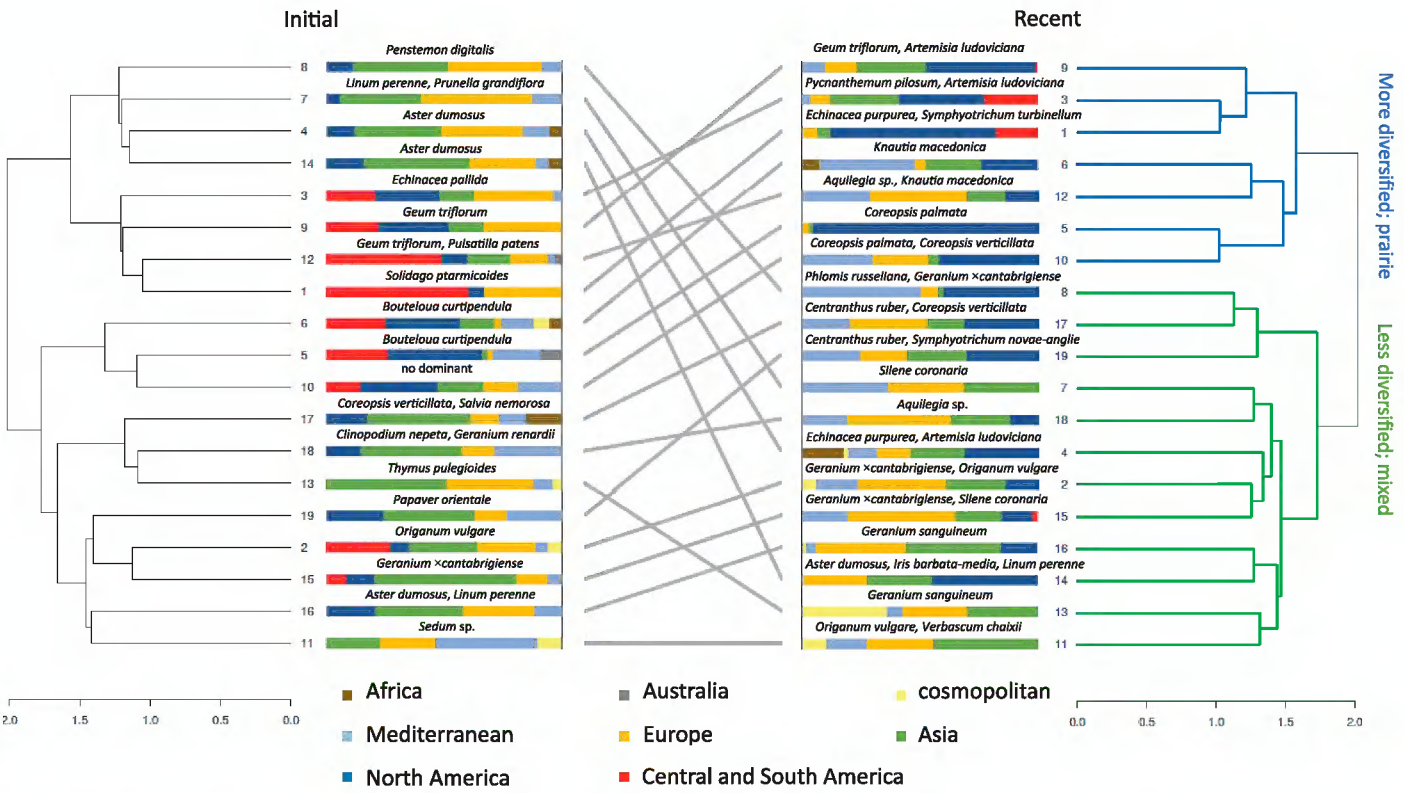 Initial
Recent
Penstemon digitalis
8
Linum perenne, Prunella grandiflora
7
Aster dumosus
4
Aster dumosus
14
Echinacea pallida
3
Geum triflorum
9
Geum triflorum, Pulsatilla patens
12
Solidago ptarmicoides
1
Bouteloua curtipendula
6
Bouteloua curtipendula
5
no dominant
10
Coreopsis verticillata, Salvia nemorosa
17
Clinopodium nepeta, Geranium renardii
18
Thymus pulegioides
13
Papaver orientale
19
Origanum vulgare
2
Geranium ×cantabrigiense
15
Aster dumosus, Linum perenne
16
Sedum sp.
11
Geum triflorum, Artemisia ludoviciana
9
Pycnanthemum pilosum, Artemisia ludoviciana
3
Echinacea purpurea, Symphyotrichum turbinellum
1
Knautia macedonica
6
Aquilegia sp., Knautia macedonica
12
Coreopsis palmata
5
Coreopsis palmata, Coreopsis verticillata
10
Phlomis russeliana, Geranium ×cantabrigiense
8
Centranthus ruber, Coreopsis verticillata
17
Centranthus ruber, Symphyotrichum novae-anglie
19
Silene coronaria
7
Aquilegia sp.
18
Echinacea purpurea, Artemisia ludoviciana
4
Geranium ×cantabrigiense, Origanum vulgare
2
Geranium ×cantabrigiense, Silene coronaria
15
Geranium sanguineum
16
Aster dumosus, Iris barbata-media, Linum perenne
14
Geranium sanguineum
13
Origanum vulgare, Verbascum chaixii
11
More diversified; prairie
Less diversified; mixed
2.0 1.5 1.0 0.5 0.0
0.0 0.5 1.0 1.5 2.0
Africa
Australia
cosmopolitan
Mediterranean
Europe
Asia
North America
Central and South America